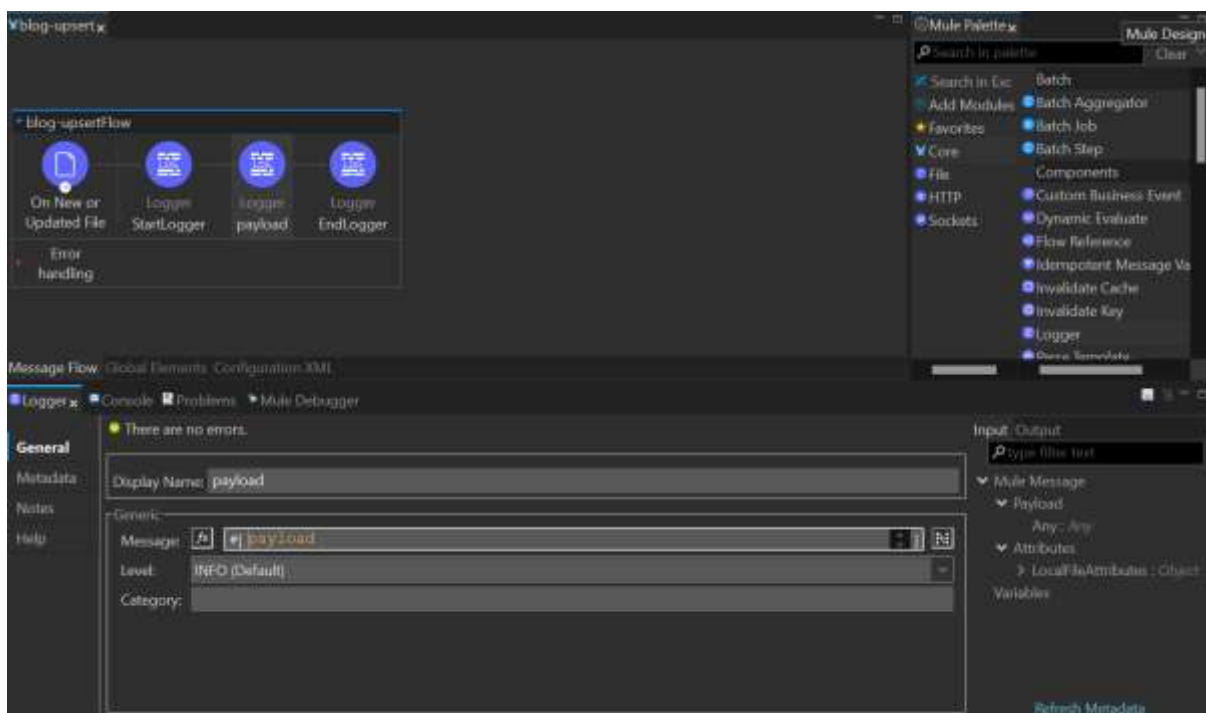 blog-upsert
Mule Palette
Mule Design
Search in palette
Clear
blog-upsertFlow
On New or
Updated File
Logger
StartLogger
Logger
payload
Logger
EndLogger
Error
handling
Search in Exc
Add Modules
Favorites
Core
File
HTTP
Sockets
Batch
Batch Aggregator
Batch Job
Batch Step
Components
Custom Business Event
Dynamic Evaluate
Flow Reference
Idempotent Message Va
Invalidate Cache
Invalidate Key
Logger
Parse Template
Message Flow Global Elements Configuration XML
Logger Console Problems Mule Debugger
General
Metadata
Notes
Help
There are no errors.
Display Name: payload
Generic
Message: fx #[ payload ]
Level: INFO (Default)
Category:
Input Output
type filter text
Mule Message
Payload
Any : Any
Attributes
LocalFileAttributes : Object
Variables
Refresh Metadata